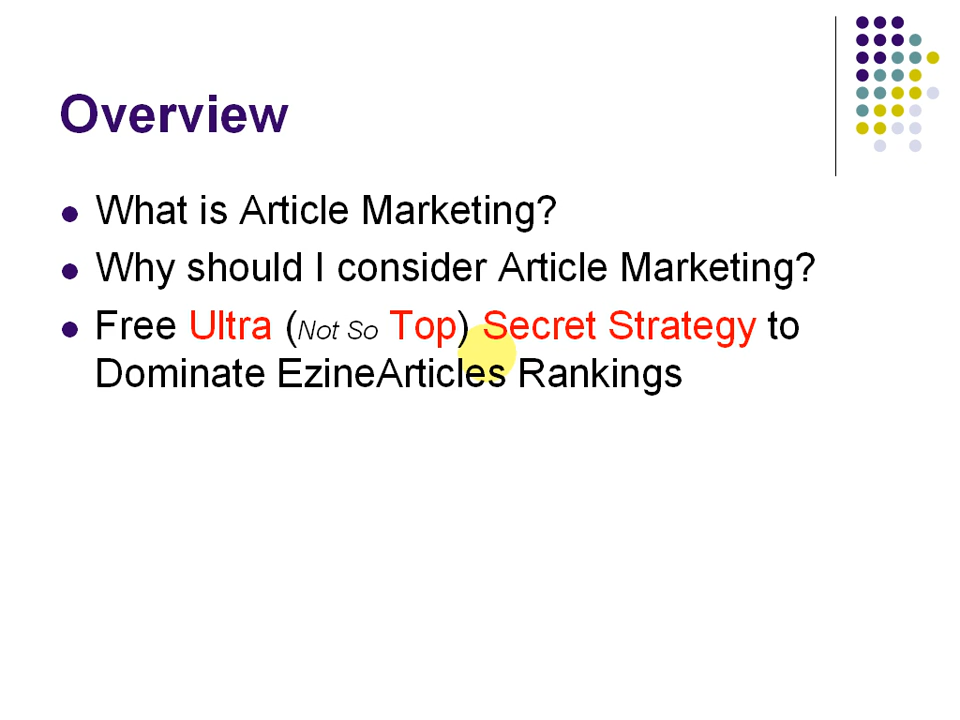 Overview
What is Article Marketing?
Why should I consider Article Marketing?
Free Ultra (Not So Top) Secret Strategy to
Dominate EzineArticles Rankings